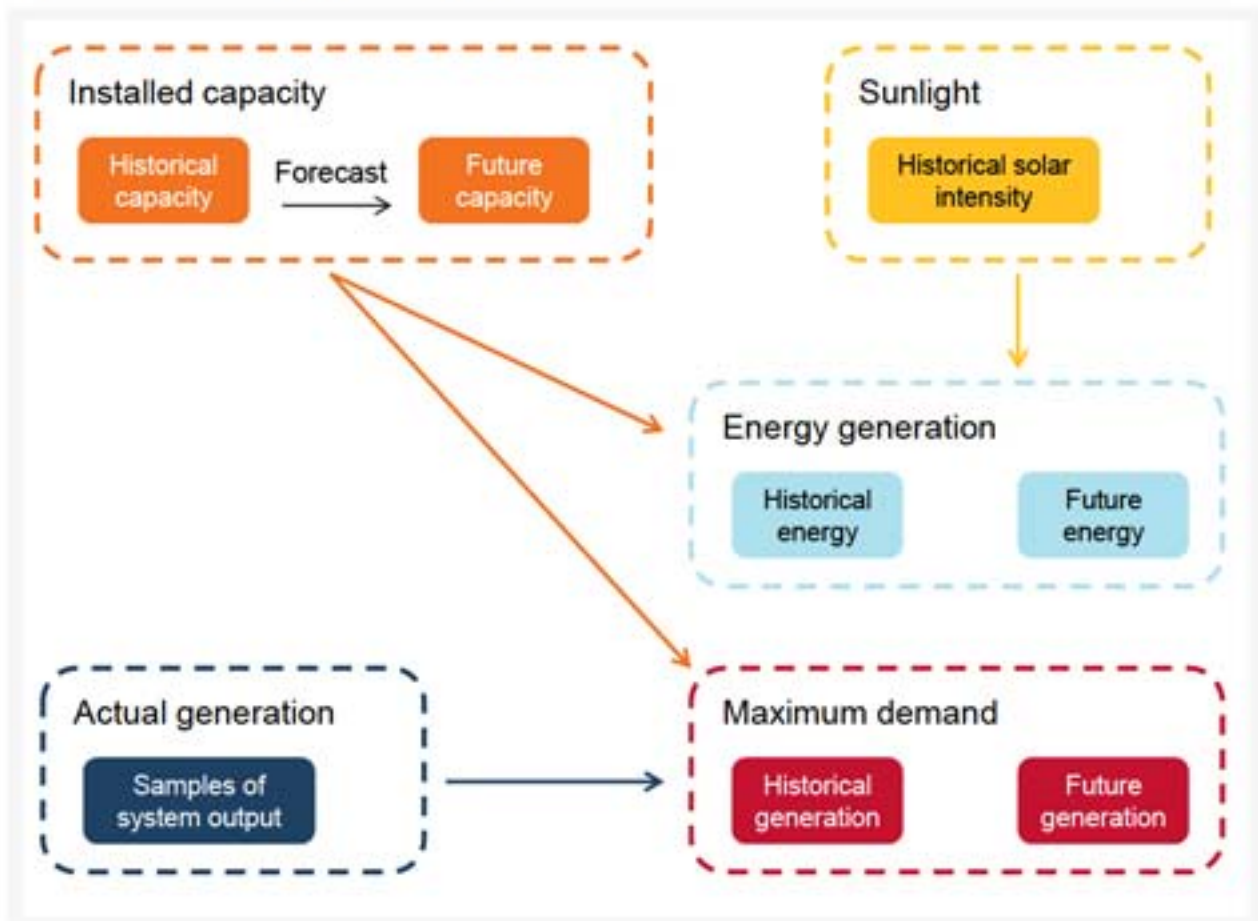 Installed capacity
Historical
capacity
Forecast
Future
capacity
Sunlight
Historical solar
intensity
Energy generation
Historical
energy
Future
energy
Actual generation
Samples of
system output
Maximum demand
Historical
generation
Future
generation